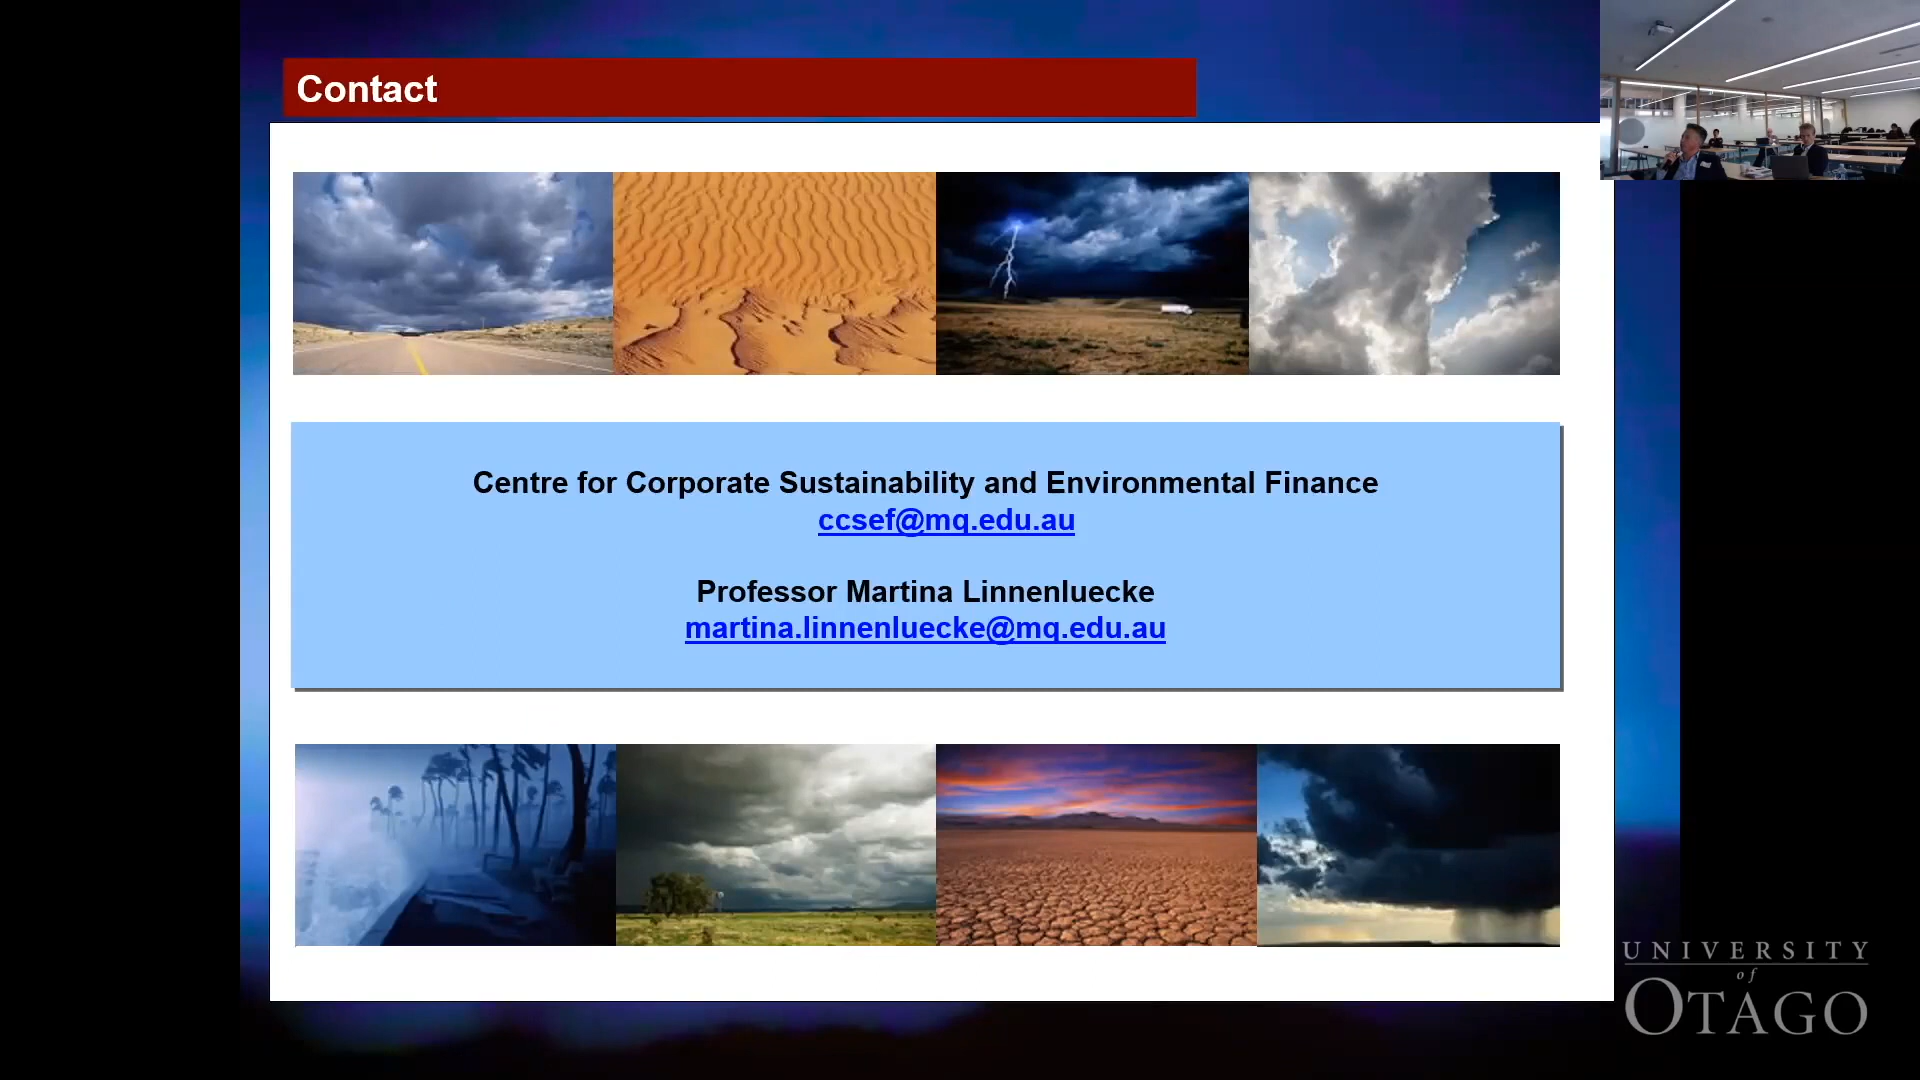 Contact
Centre for Corporate Sustainability and Environmental Finance
ccsef@mq.edu.au
Professor Martina Linnenluecke
martina.linnenluecke@mq.edu.au
UNIVERSITY
of
OTAGO